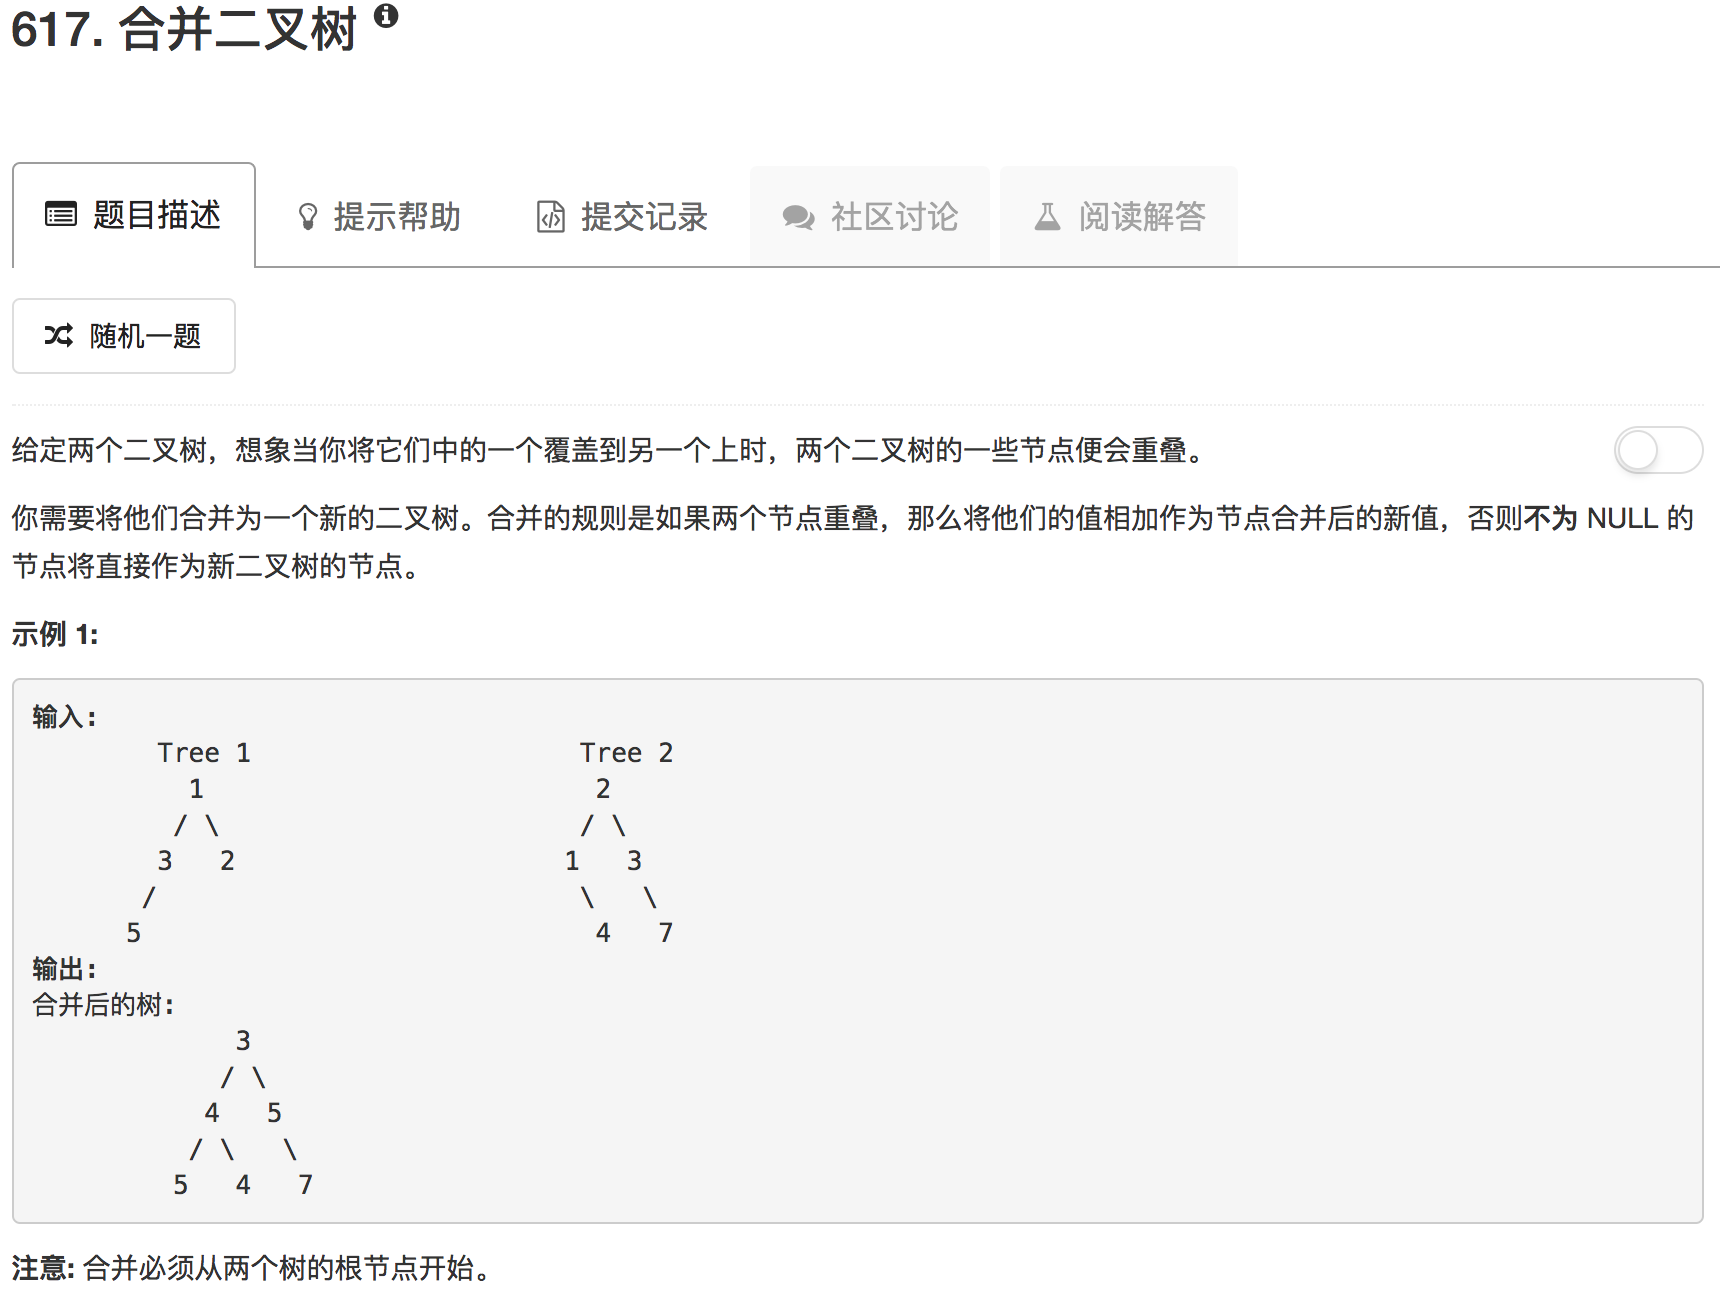 617. 合并二叉树
题目描述 提示帮助 提交记录 社区讨论 阅读解答
随机一题
给定两个二叉树，想象当你将它们中的一个覆盖到另一个上时，两个二叉树的一些节点便会重叠。
你需要将他们合并为一个新的二叉树。合并的规则是如果两个节点重叠，那么将他们的值相加作为节点合并后的新值，否则不为 NULL 的
节点将直接作为新二叉树的节点。
示例 1:
输入:
        Tree 1                     Tree 2
          1                         2
         / \                       / \
        3   2                     1   3
       /                           \   \
      5                             4   7
输出:
合并后的树:
             3
            / \
           4   5
          / \   \
         5   4   7
注意: 合并必须从两个树的根节点开始。